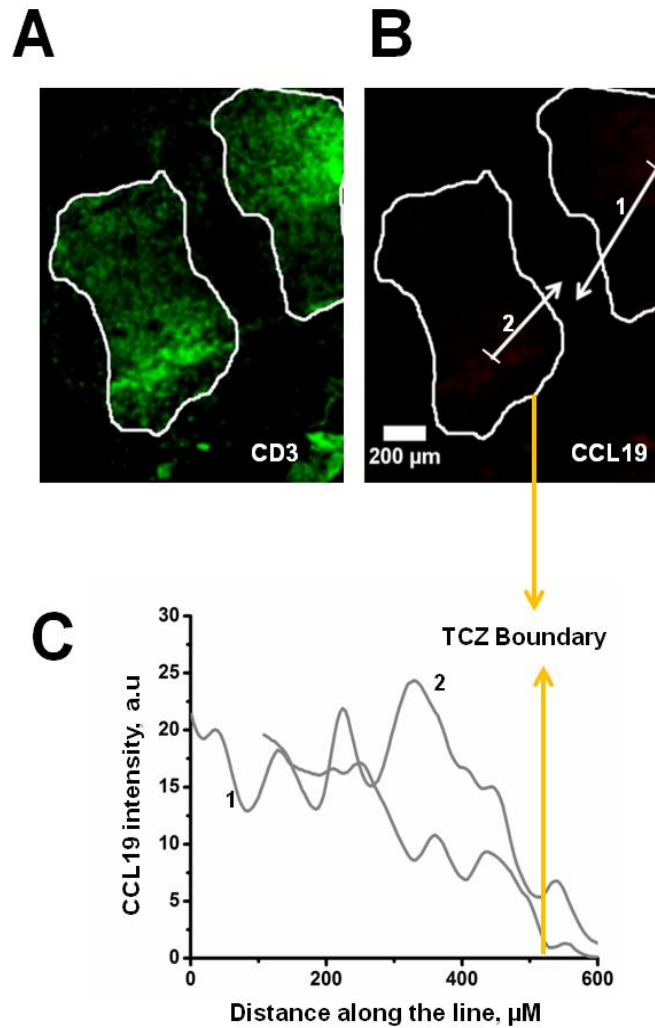 A
B
CD3
1
2
200 µm
CCL19
C
TCZ Boundary
CCL19 intensity, a.u
30
25
20
15
10
5
0
1
2
0
200
400
600
Distance along the line, µM